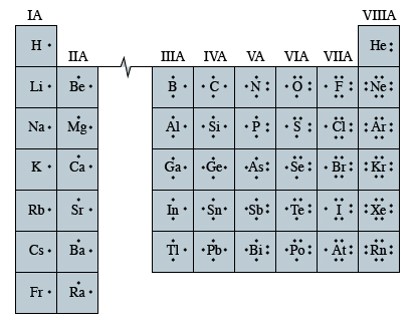 IA VIIIA
H He
IIA IIIA IVA VA VIA VIIA
Li Be B C N O F Ne
Na Mg Al Si P S Cl Ar
K Ca Ga Ge As Se Br Kr
Rb Sr In Sn Sb Te I Xe
Cs Ba Tl Pb Bi Po At Rn
Fr Ra